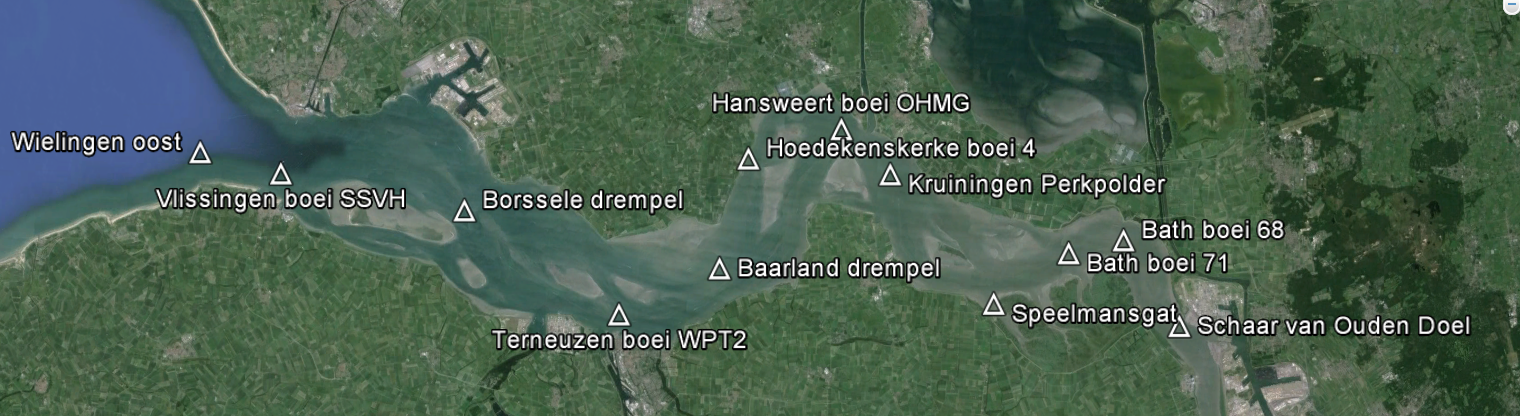 Hansweert boei OHMG
Wielingen oost
Hoedekenskerke boei 4
Vlissingen boei SSVH
Kruiningen Perkpolder
Borssele drempel
Bath boei 68
Bath boei 71
Baarland drempel
Speelmansgat
Schaar van Ouden Doel
Terneuzen boei WPT2